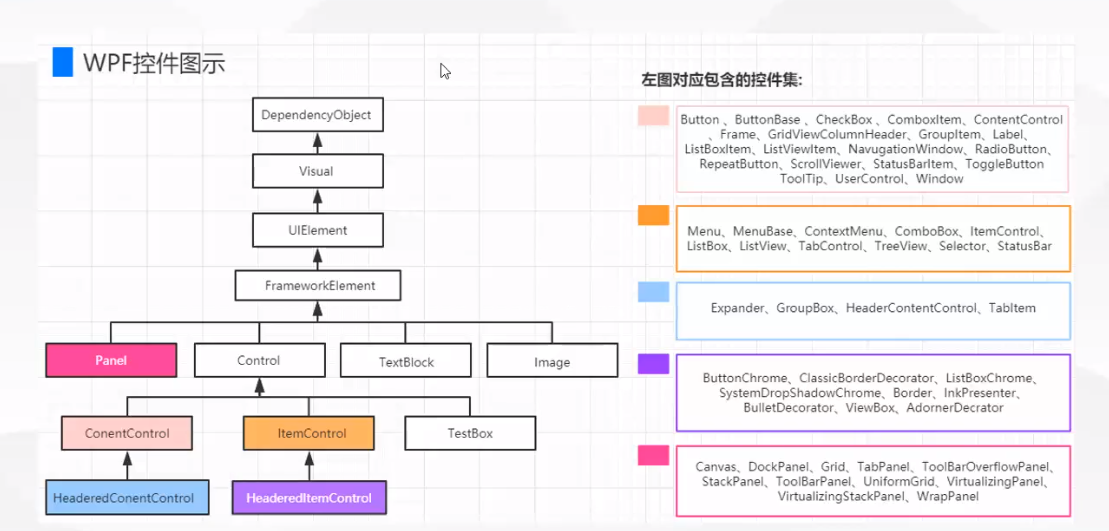 WPF控件图示
左图对应包含的控件集:
DependencyObject
Visual
UIElement
FrameworkElement
Panel
Control
TextBlock
Image
ConentControl
ItemControl
TestBox
HeaderedConentControl
HeaderedItemControl
Button 、ButtonBase 、CheckBox 、ComboxItem、ContentControl
、Frame、GridViewColumnHeader、GroupItem、Label、
ListBoxItem、ListViewItem、NavugationWindow、RadioButton、
RepeatButton、ScrollViewer、StatusBarItem、ToggleButton
ToolTip、UserControl、Window
Menu、MenuBase、ContextMenu、ComboBox、ItemControl、
ListBox、ListView、TabControl、TreeView、Selector、StatusBar
Expander、GroupBox、HeaderContentControl、TabItem
ButtonChrome、ClassicBorderDecorator、ListBoxChrome、
SystemDropShadowChrome、Border、InkPresenter、
BulletDecorator、ViewBox、AdornerDecrator
Canvas、DockPanel、Grid、TabPanel、ToolBarOverflowPanel、
StackPanel、ToolBarPanel、UniformGrid、VirtualizingPanel、
VirtualizingStackPanel、WrapPanel